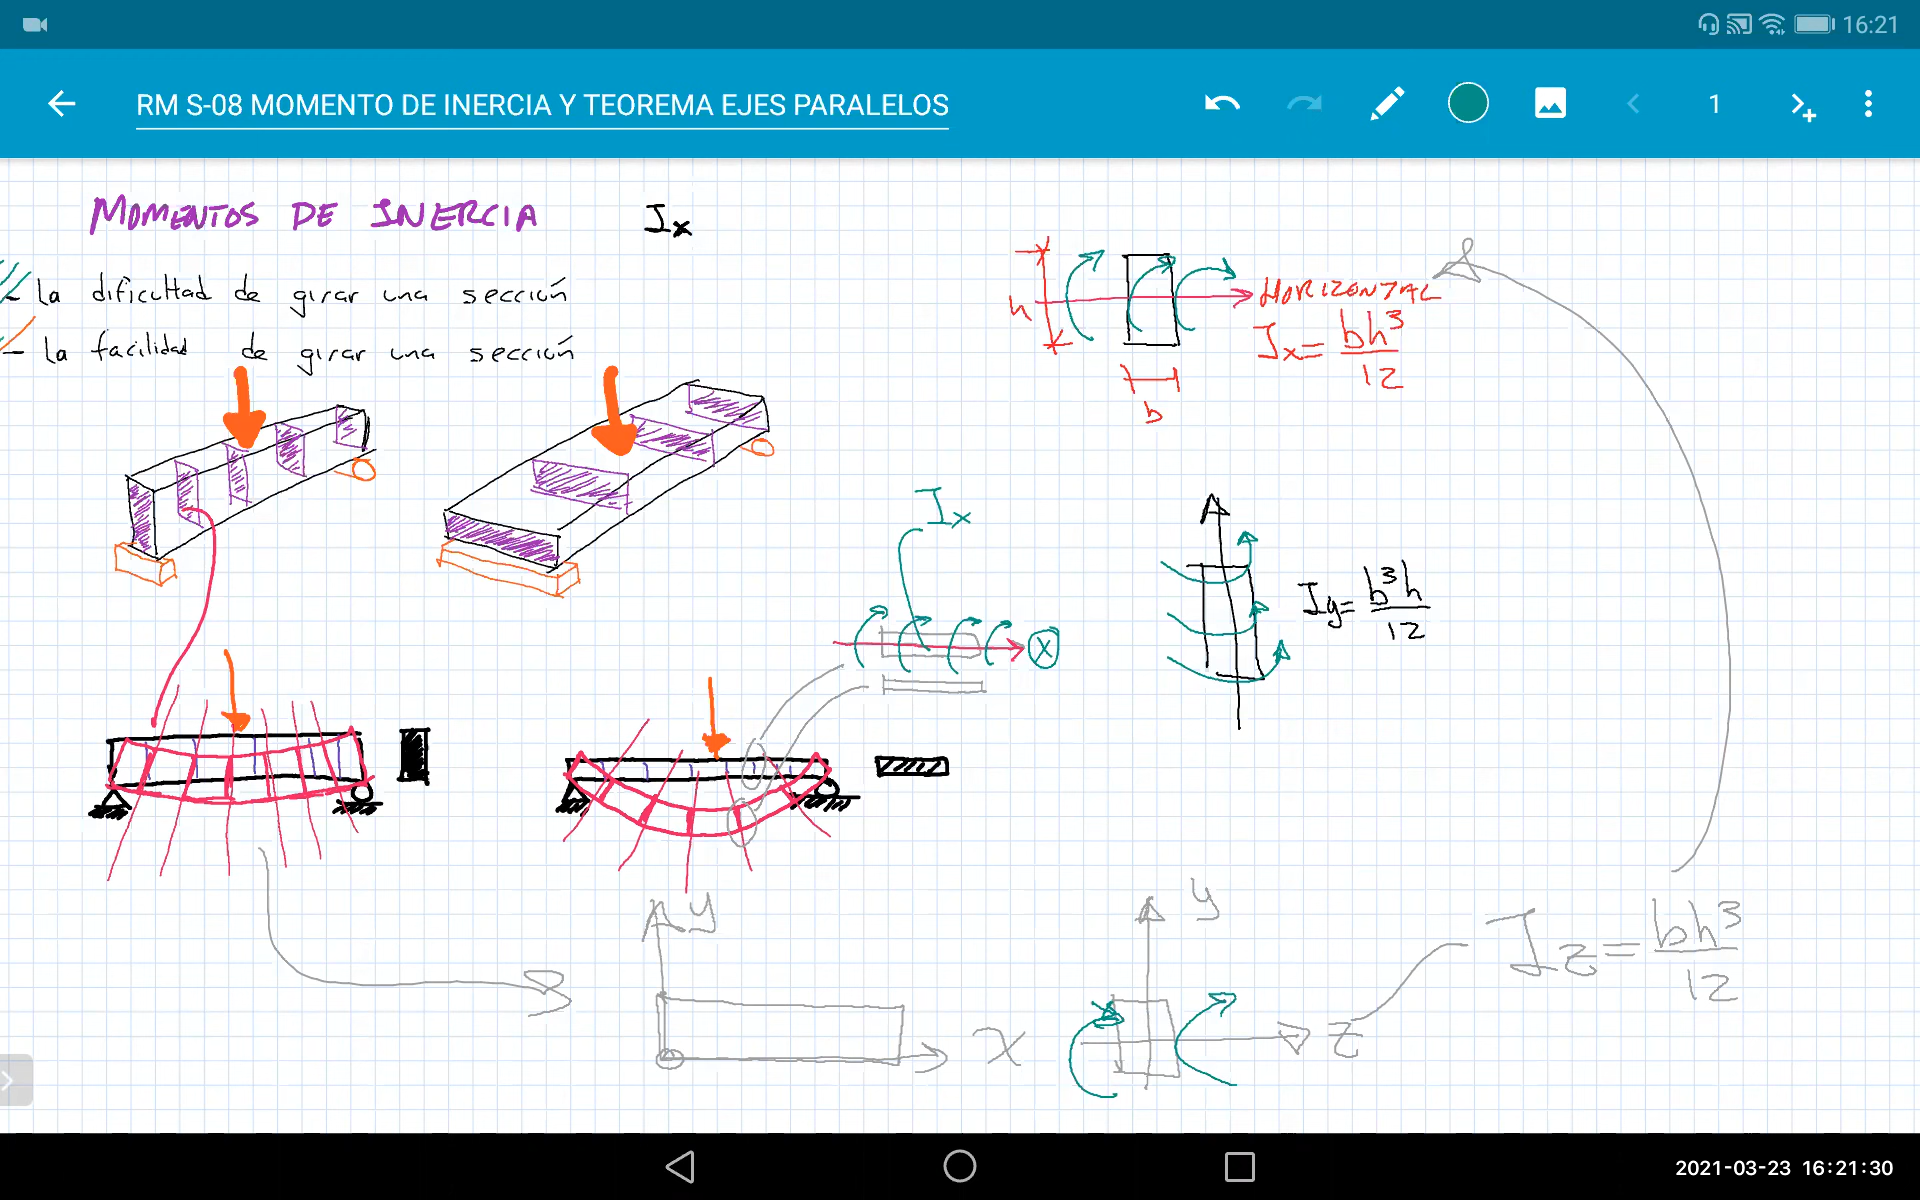 16:21
RM S-08 MOMENTO DE INERCIA Y TEOREMA EJES PARALELOS
1
MOMENTOS DE INERCIA Ix
- la dificultad de girar una sección
- la facilidad de girar una sección
h
b
HORIZONTAL
Ix = bh³/12
Ix
X
Iy = b³h/12
y
x
y
z
Iz = bh³/12
2021-03-23 16:21:30